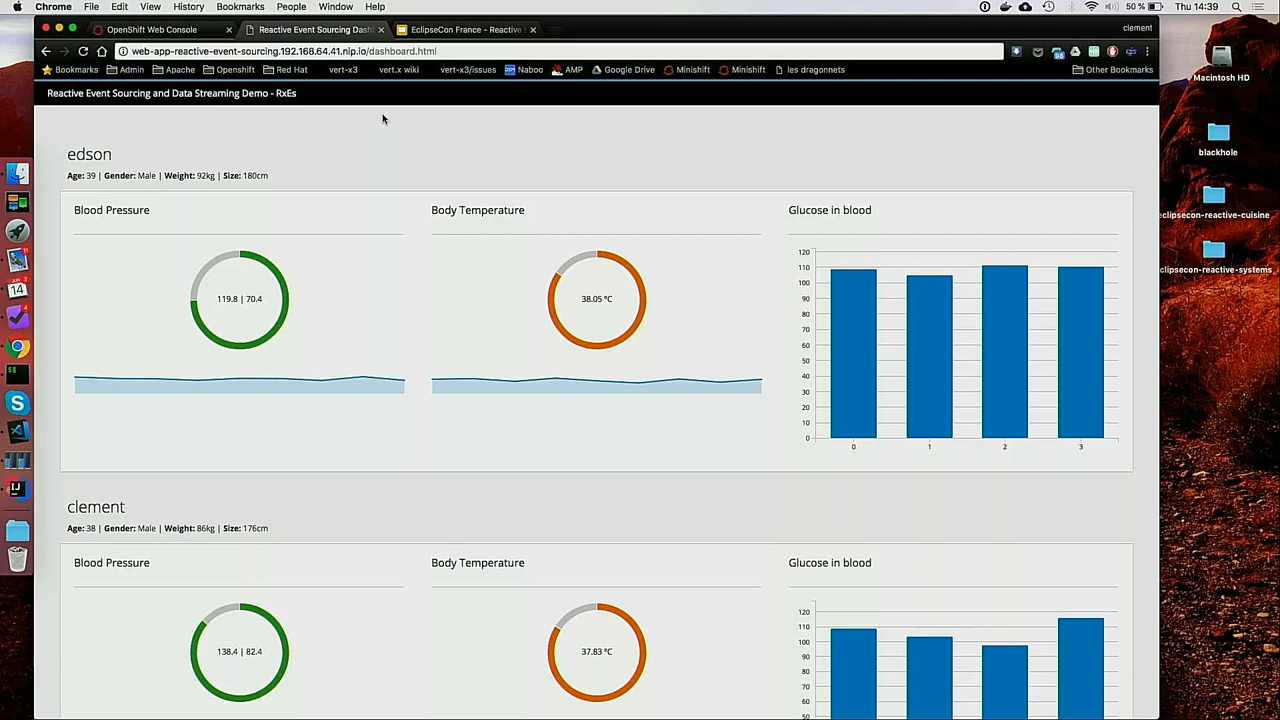 Chrome File Edit View History Bookmarks People Window Help 50 % Thu 14:39
OpenShift Web Console Reactive Event Sourcing Dash EclipseCon France - Reactive clement
web-app-reactive-event-sourcing.192.168.64.41.nip.io/dashboard.html
Bookmarks Admin Apache Openshift Red Hat vert-x3 vert.x wiki vert-x3/issues Naboo AMP Google Drive Minishift Minishift les dragonnets Other Bookmarks
Reactive Event Sourcing and Data Streaming Demo - RxEs
edson
Age: 39 | Gender: Male | Weight: 92kg | Size: 180cm
Blood Pressure Body Temperature Glucose in blood
119.8 | 70.4
38.05 °C
120
110
100
90
80
70
60
50
40
30
20
10
0
0 1 2 3
clement
Age: 38 | Gender: Male | Weight: 86kg | Size: 176cm
Blood Pressure Body Temperature Glucose in blood
138.4 | 82.4
37.83 °C
120
110
100
90
80
70
60
50
Macintosh HD
blackhole
eclipsecon-reactive-cuisine
clipsecon-reactive-systems
14